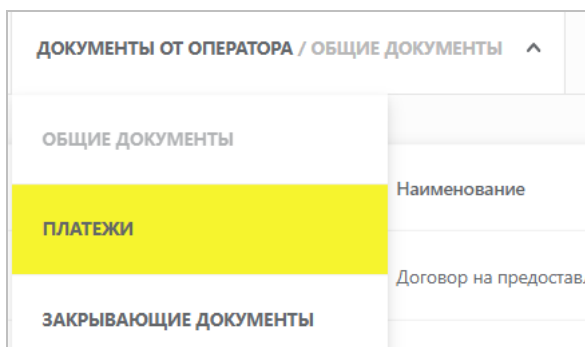 ДОКУМЕНТЫ ОТ ОПЕРАТОРА / ОБЩИЕ ДОКУМЕНТЫ
ОБЩИЕ ДОКУМЕНТЫ
ПЛАТЕЖИ
ЗАКРЫВАЮЩИЕ ДОКУМЕНТЫ
Наименование
Договор на предостав